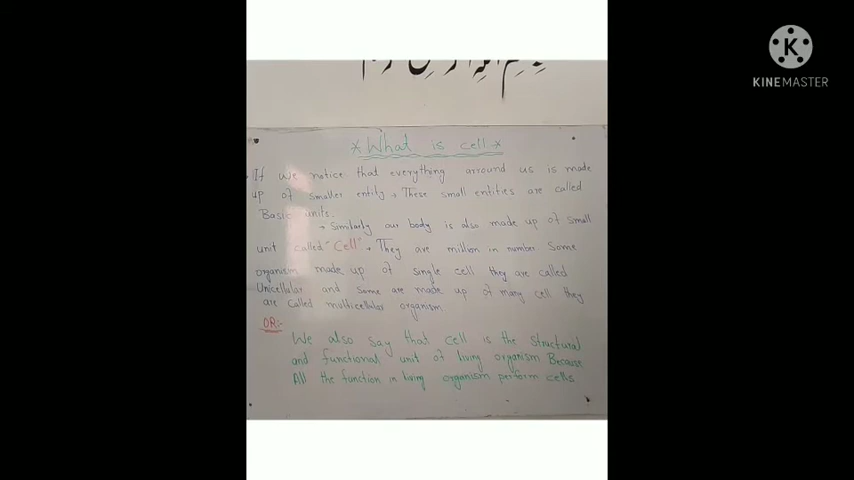 KINEMASTER
* What is cell *
If we notice that everything arround us is made
up of smaller entity → These small entities are called
Basic units.
→ Similarly our body is also made up of small
unit called "Cell" → They are million in number Some
organism made up of single cell they are called
Unicellular and some are made up of many cell they
are called multicellular organism
OR:-
We also say that cell is the structural
and functional unit of living organism Because
All the function in living organism perform cells